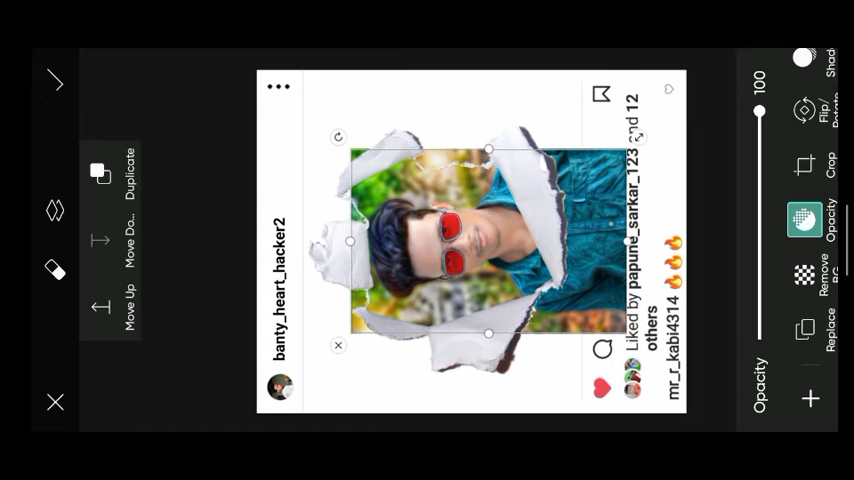 banty_heart_hacker2
Liked by papune_sarkar_123 and 12
others
mr_r_kabi4314 🔥🔥🔥
Duplicate
Move Do...
Move Up
100
Opacity
Shad
Flip/
Rotate
Crop
Opacity
Remove
BG
Replace